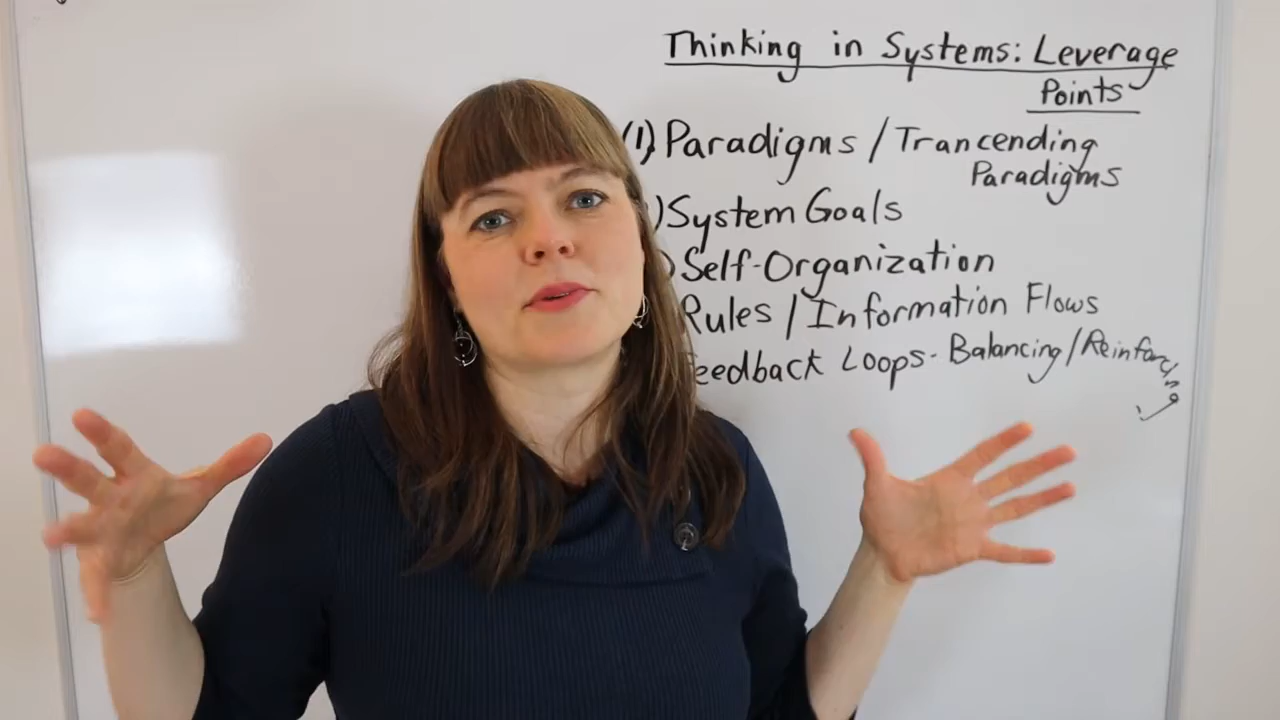 Thinking in Systems: Leverage
Points
(1) Paradigms / Trancending
Paradigms
) System Goals
) Self-Organization
Rules / Information Flows
eedback Loops - Balancing / Reinforcing